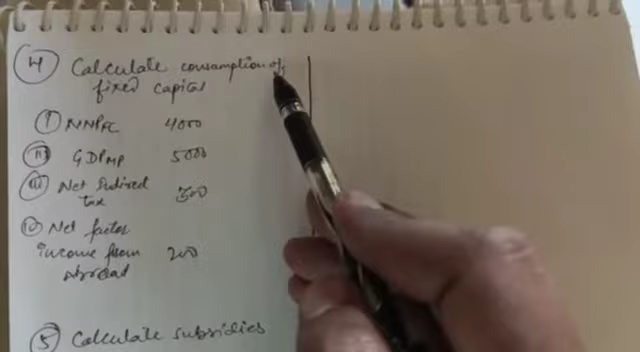 4 Calculate consumption of
fixed capital
(i) NNPFC 4000
(ii) GDPMP 5000
(iii) Net Indirect
tax 300
(iv) Net factor
income from 200
abroad
5 Calculate subsidies